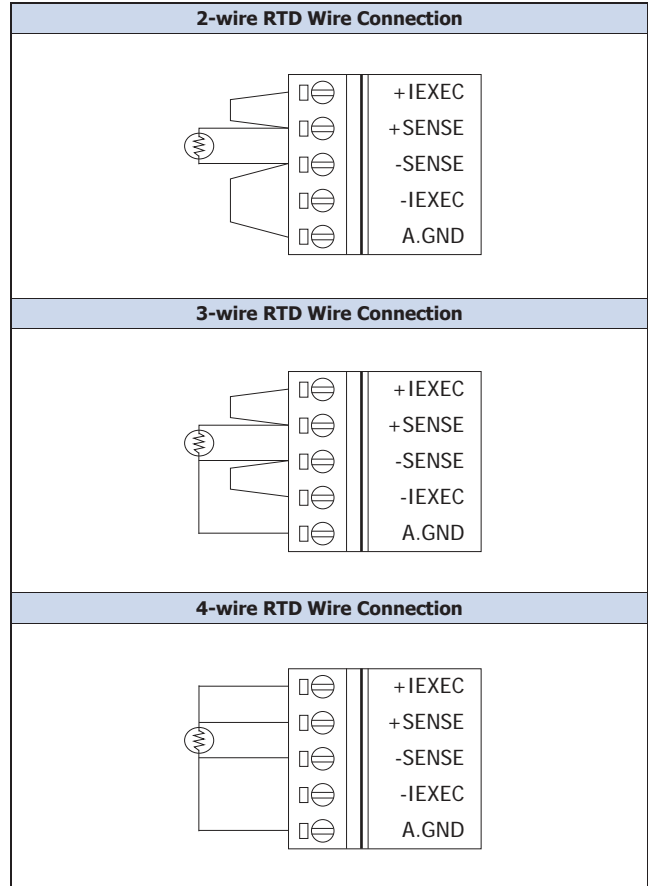 2-wire RTD Wire Connection
+IEXEC
+SENSE
-SENSE
-IEXEC
A.GND
3-wire RTD Wire Connection
+IEXEC
+SENSE
-SENSE
-IEXEC
A.GND
4-wire RTD Wire Connection
+IEXEC
+SENSE
-SENSE
-IEXEC
A.GND